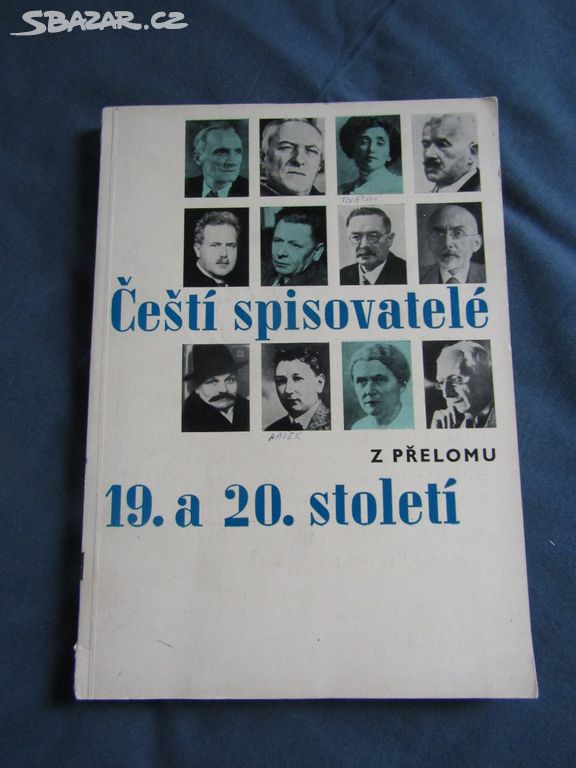 SBAZAR.CZ
Čeští spisovatelé
Z PŘELOMU
19. a 20. století